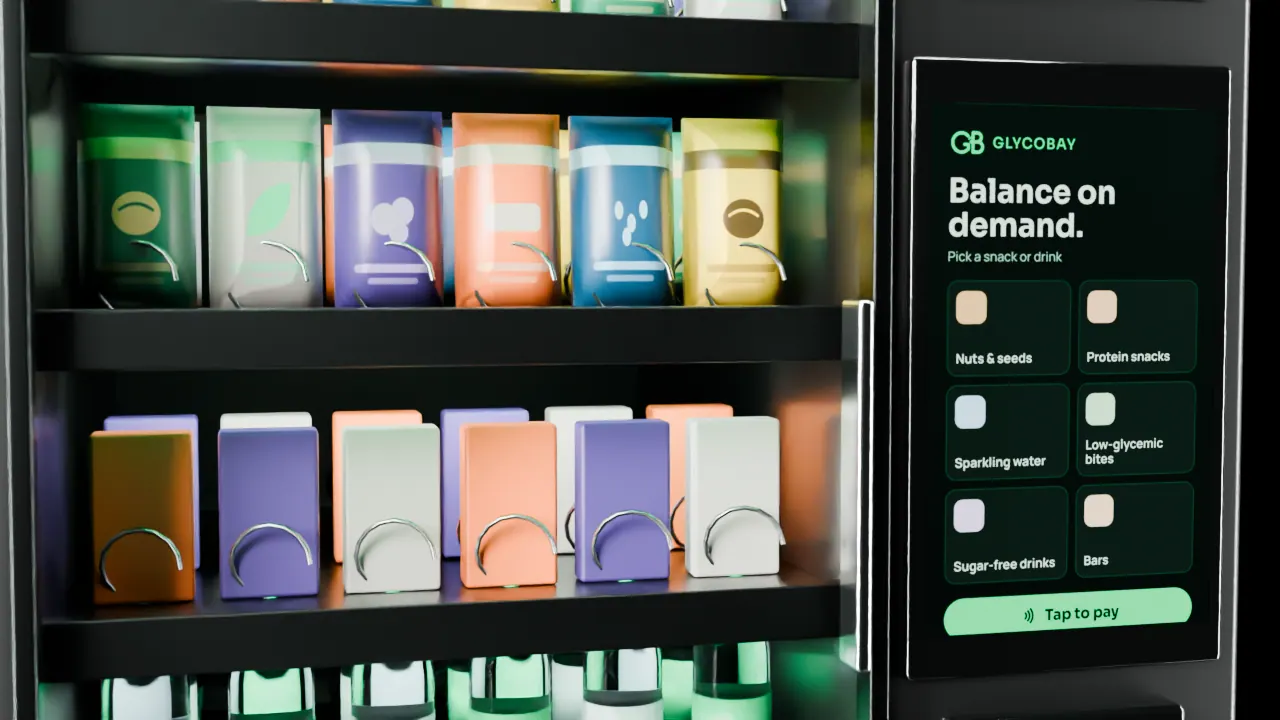 GB GLYCOBAY
Balance on
demand.
Pick a snack or drink
Nuts & seeds
Protein snacks
Sparkling water
Low-glycemic
bites
Sugar-free drinks
Bars
Tap to pay